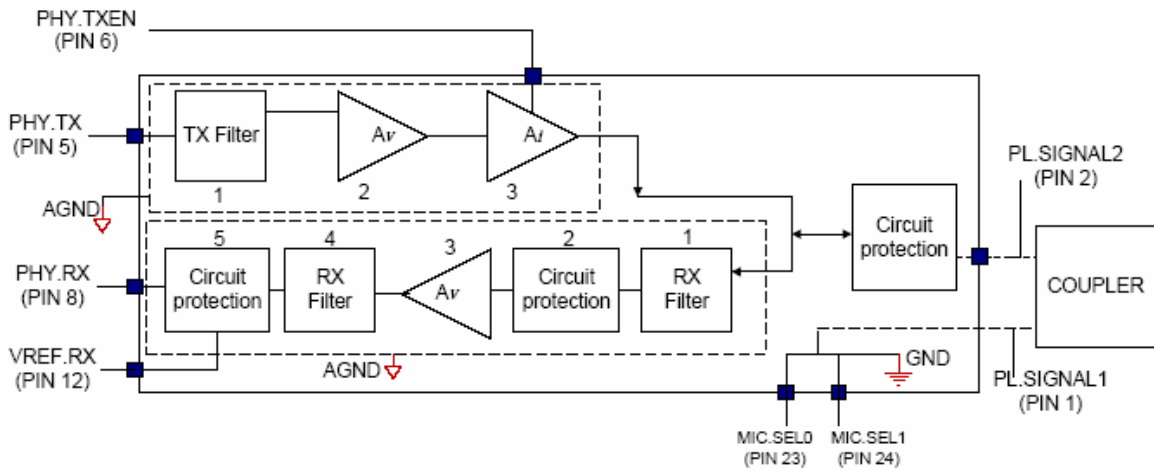 PHY.TXEN
(PIN 6)
PHY.TX
(PIN 5)
TX Filter
Av
At
1
2
3
AGND
PL.SIGNAL2
(PIN 2)
Circuit
protection
COUPLER
5
4
3
2
1
PHY.RX
(PIN 8)
Circuit
protection
RX
Filter
Av
Circuit
protection
RX
Filter
VREF.RX
(PIN 12)
AGND
GND
PL.SIGNAL1
(PIN 1)
MIC.SEL0
(PIN 23)
MIC.SEL1
(PIN 24)